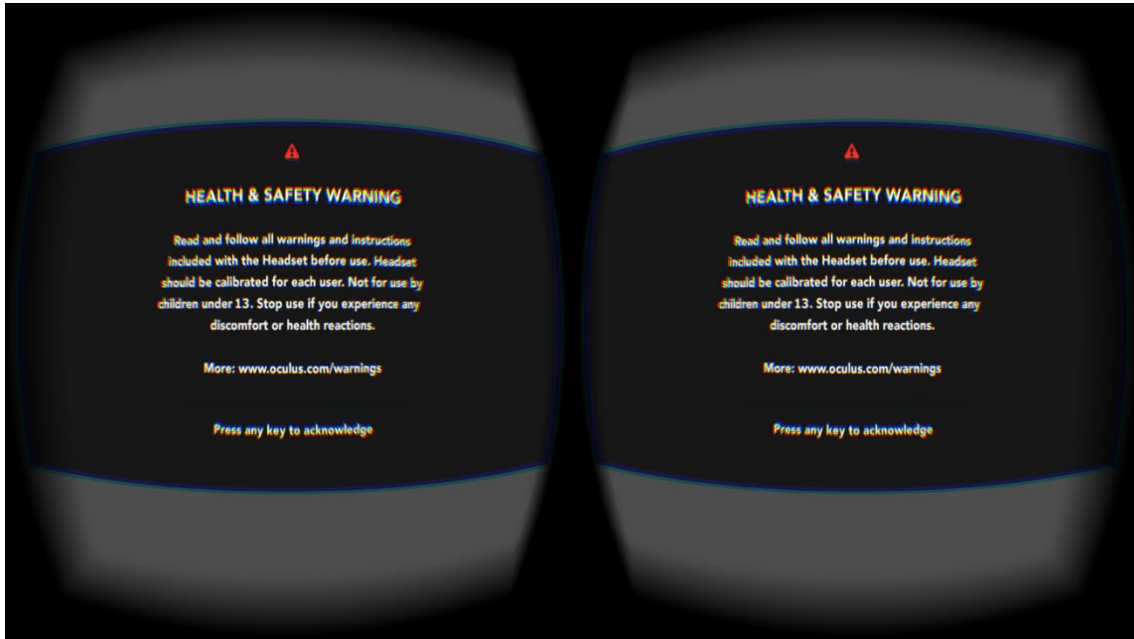 HEALTH & SAFETY WARNING
Read and follow all warnings and instructions
included with the Headset before use. Headset
should be calibrated for each user. Not for use by
children under 13. Stop use if you experience any
discomfort or health reactions.
More: www.oculus.com/warnings
Press any key to acknowledge
HEALTH & SAFETY WARNING
Read and follow all warnings and instructions
included with the Headset before use. Headset
should be calibrated for each user. Not for use by
children under 13. Stop use if you experience any
discomfort or health reactions.
More: www.oculus.com/warnings
Press any key to acknowledge